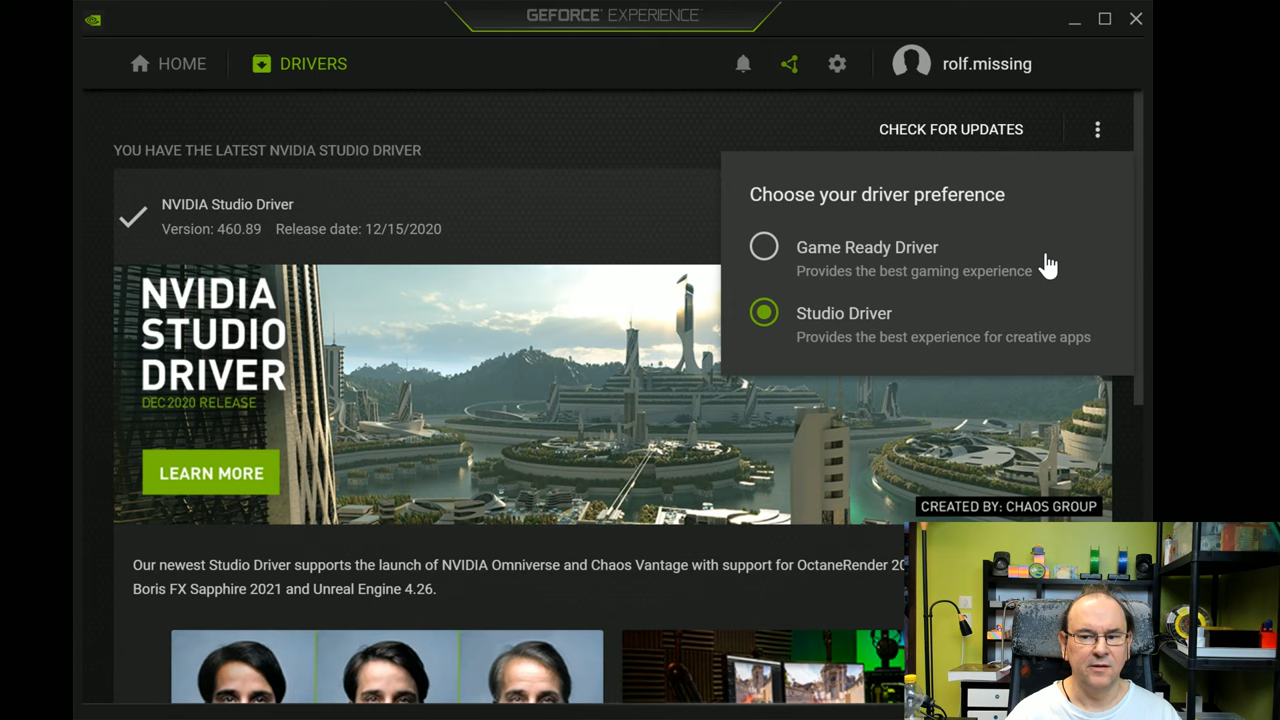 GEFORCE® EXPERIENCE™
HOME
DRIVERS
rolf.missing
CHECK FOR UPDATES
YOU HAVE THE LATEST NVIDIA STUDIO DRIVER
Choose your driver preference
NVIDIA Studio Driver
Version: 460.89 Release date: 12/15/2020
Game Ready Driver
Provides the best gaming experience
Studio Driver
Provides the best experience for creative apps
NVIDIA
STUDIO
DRIVER
DEC 2020 RELEASE
LEARN MORE
CREATED BY: CHAOS GROUP
Our newest Studio Driver supports the launch of NVIDIA Omniverse and Chaos Vantage with support for OctaneRender
Boris FX Sapphire 2021 and Unreal Engine 4.26.